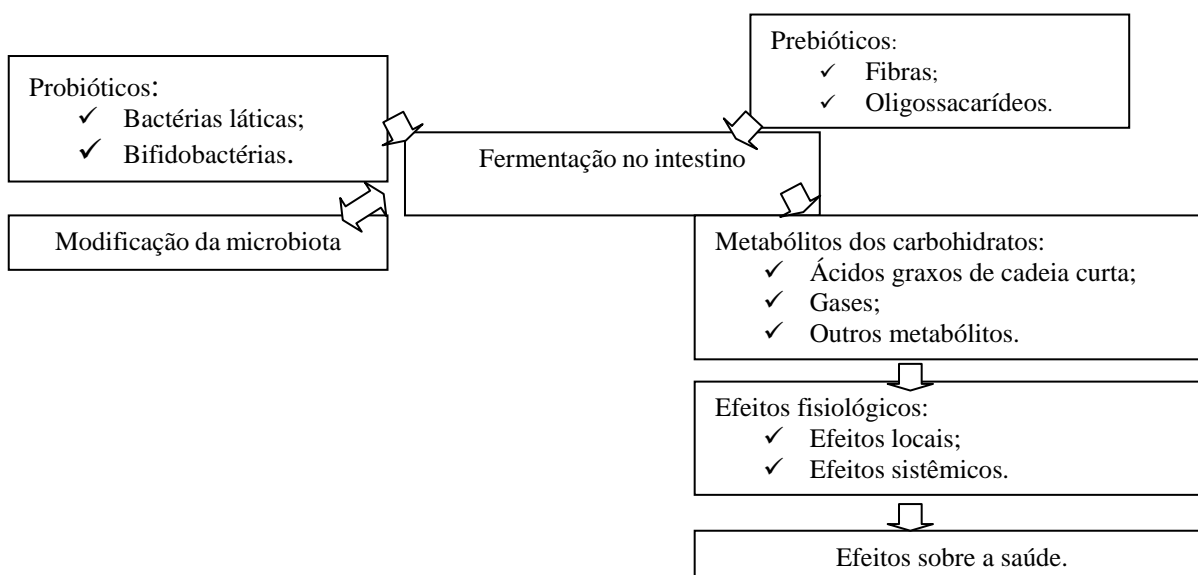 Prebióticos:
✓ Fibras;
✓ Oligossacarídeos.
Probióticos:
✓ Bactérias láticas;
✓ Bifidobactérias.
Fermentação no intestino
Modificação da microbiota
Metabólitos dos carbohidratos:
✓ Ácidos graxos de cadeia curta;
✓ Gases;
✓ Outros metabólitos.
Efeitos fisiológicos:
✓ Efeitos locais;
✓ Efeitos sistêmicos.
Efeitos sobre a saúde.